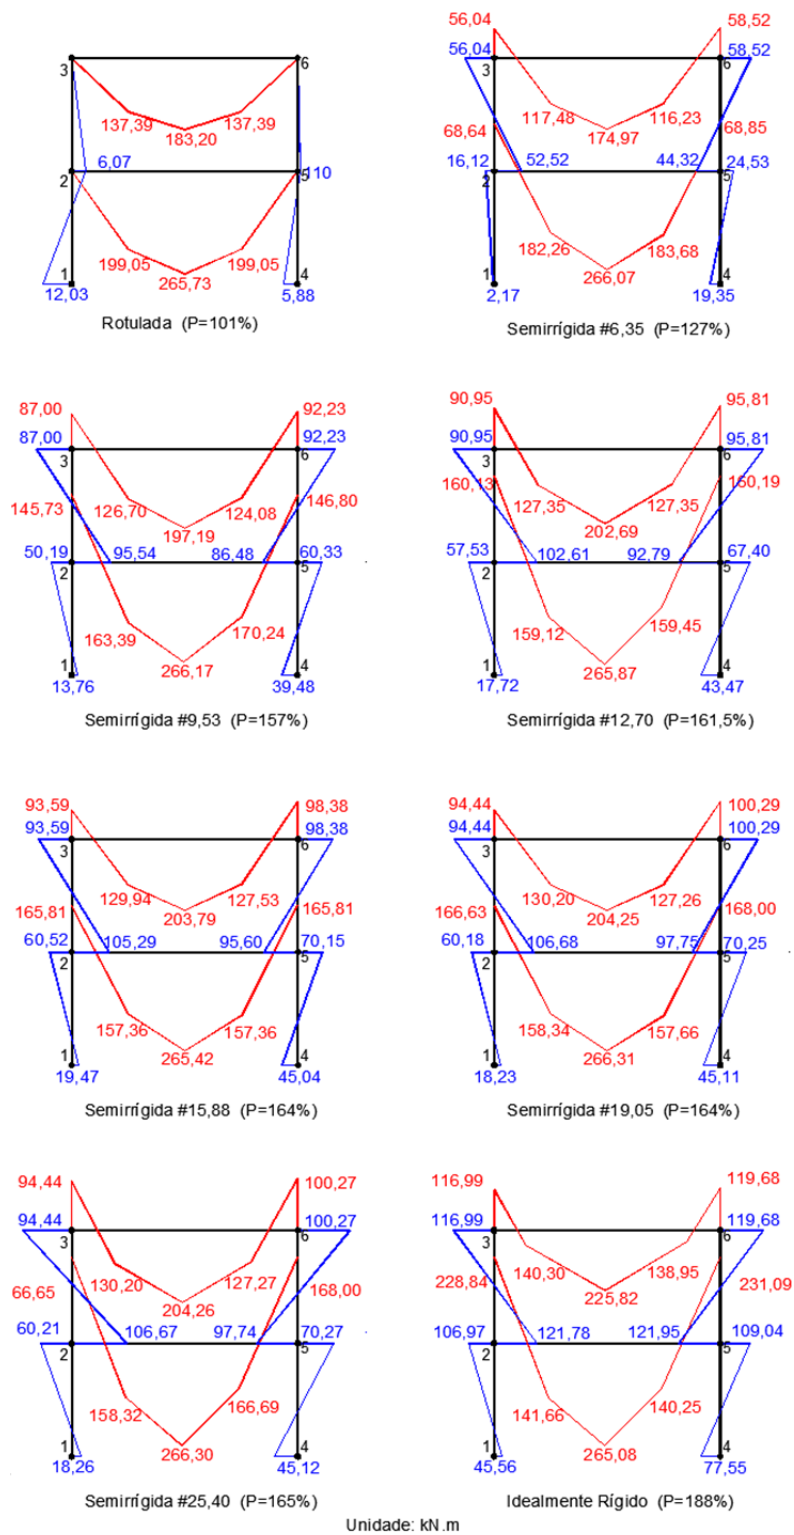 56,04 58,52
3 6 56,04 3 6 58,52
137,39 183,20 137,39 117,48 174,97 116,23
68,64 68,85
2 6,07 5 110 16,12 2 52,52 44,32 5 24,53
199,05 265,73 199,05 182,26 266,07 183,68
1 4 1 4
12,03 5,88 2,17 19,35
Rotulada (P=101%) Semirrígida #6,35 (P=127%)
87,00 92,23 90,95 95,81
87,00 3 6 92,23 90,95 3 6 95,81
145,73 126,70 197,19 124,08 146,80 160,13 127,35 202,69 127,35 160,19
50,19 2 95,54 86,48 5 60,33 57,53 2 102,61 92,79 5 67,40
163,39 266,17 170,24 159,12 265,87 159,45
1 4 1 4
13,76 39,48 17,72 43,47
Semirrígida #9,53 (P=157%) Semirrígida #12,70 (P=161,5%)
93,59 98,38 94,44 100,29
93,59 3 6 98,38 94,44 3 6 100,29
165,81 129,94 203,79 127,53 165,81 166,63 130,20 204,25 127,26 168,00
60,52 2 105,29 95,60 5 70,15 60,18 2 106,68 97,75 5 70,25
157,36 265,42 157,36 158,34 266,31 157,66
1 4 1 4
19,47 45,04 18,23 45,11
Semirrígida #15,88 (P=164%) Semirrígida #19,05 (P=164%)
94,44 100,27 116,99 119,68
94,44 3 6 100,27 116,99 3 6 119,68
66,65 130,20 204,26 127,27 168,00 228,84 140,30 225,82 138,95 231,09
60,21 2 106,67 97,74 5 70,27 106,97 2 121,78 121,95 5 109,04
158,32 266,30 166,69 141,66 265,08 140,25
1 4 1 4
18,26 45,12 45,56 77,55
Semirrígida #25,40 (P=165%) Idealmente Rígido (P=188%)
Unidade: kN.m